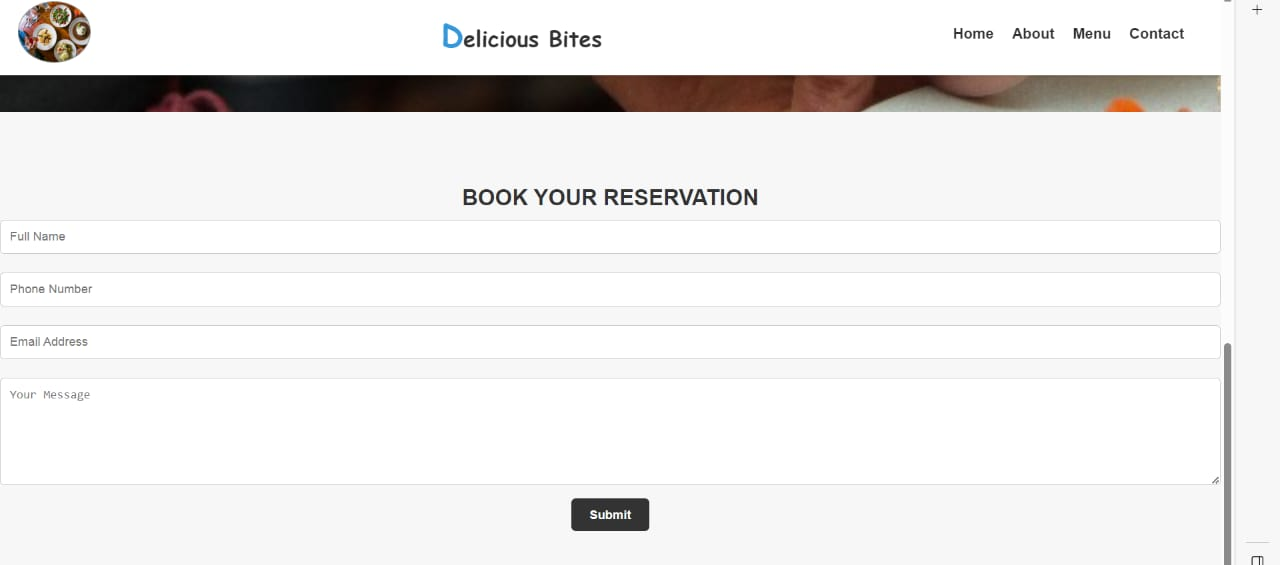 Delicious Bites
Home About Menu Contact
BOOK YOUR RESERVATION
Full Name
Phone Number
Email Address
Your Message
Submit